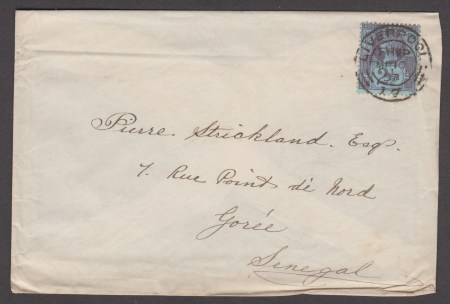 LIVERPOOL
Pierre Strickland. Esq.
7. Rue Point de Nord
Gorée
Senegal